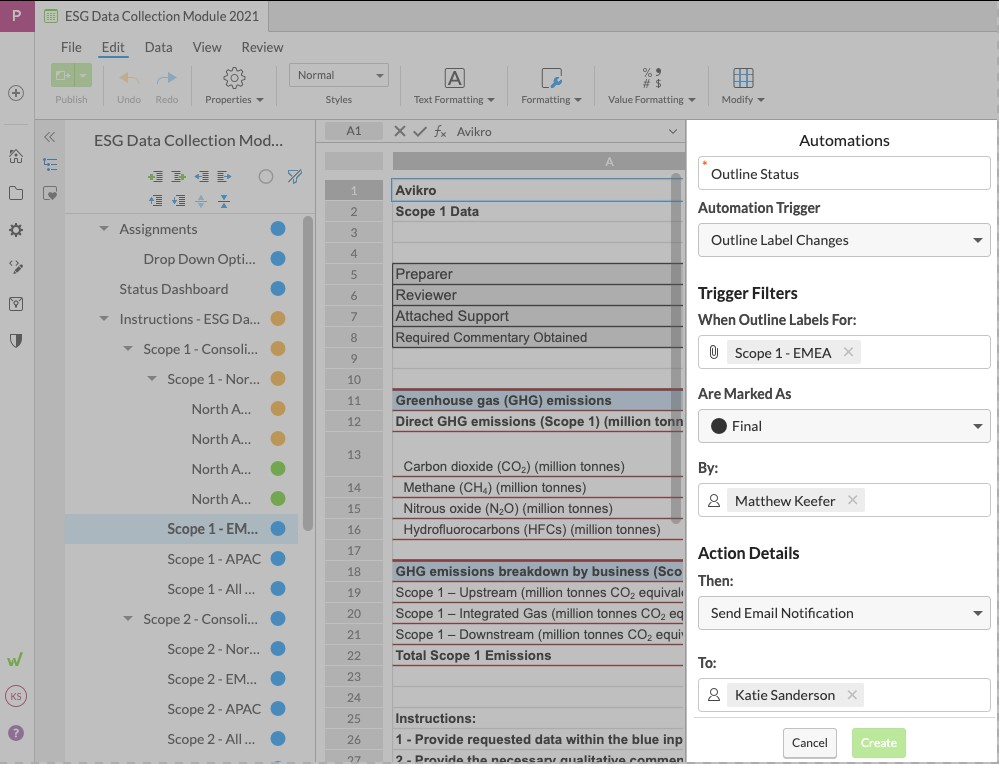 P
ESG Data Collection Module 2021
File Edit Data View Review
Publish
Undo
Redo
Properties
Normal
Styles
A
Text Formatting
Formatting
% ,
# $
Value Formatting
Modify
ESG Data Collection Mod...
Assignments
Drop Down Opti...
Status Dashboard
Instructions - ESG Da...
Scope 1 - Consoli...
Scope 1 - Nor...
North A...
North A...
North A...
North A...
Scope 1 - EM...
Scope 1 - APAC
Scope 1 - All ...
Scope 2 - Consoli...
Scope 2 - Nor...
Scope 2 - EM...
Scope 2 - APAC
Scope 2 - All ...
KS
?
A1 fx Avikro
A
1 Avikro
2 Scope 1 Data
3
4
5 Preparer
6 Reviewer
7 Attached Support
8 Required Commentary Obtained
9
10
11 Greenhouse gas (GHG) emissions
12 Direct GHG emissions (Scope 1) (million tonn
13 Carbon dioxide (CO₂) (million tonnes)
14 Methane (CH₄) (million tonnes)
15 Nitrous oxide (N₂O) (million tonnes)
16 Hydrofluorocarbons (HFCs) (million tonnes)
17
18 GHG emissions breakdown by business (Sco
19 Scope 1 – Upstream (million tonnes CO₂ equivale
20 Scope 1 – Integrated Gas (million tonnes CO₂ eq
21 Scope 1 – Downstream (million tonnes CO₂ equiv
22 Total Scope 1 Emissions
23
24
25 Instructions:
26 1 - Provide requested data within the blue inp
27 2 - Provide the necessary qualitative commen
Automations
* Outline Status
Automation Trigger
Outline Label Changes
Trigger Filters
When Outline Labels For:
Scope 1 - EMEA
Are Marked As
Final
By:
Matthew Keefer
Action Details
Then:
Send Email Notification
To:
Katie Sanderson
Cancel
Create